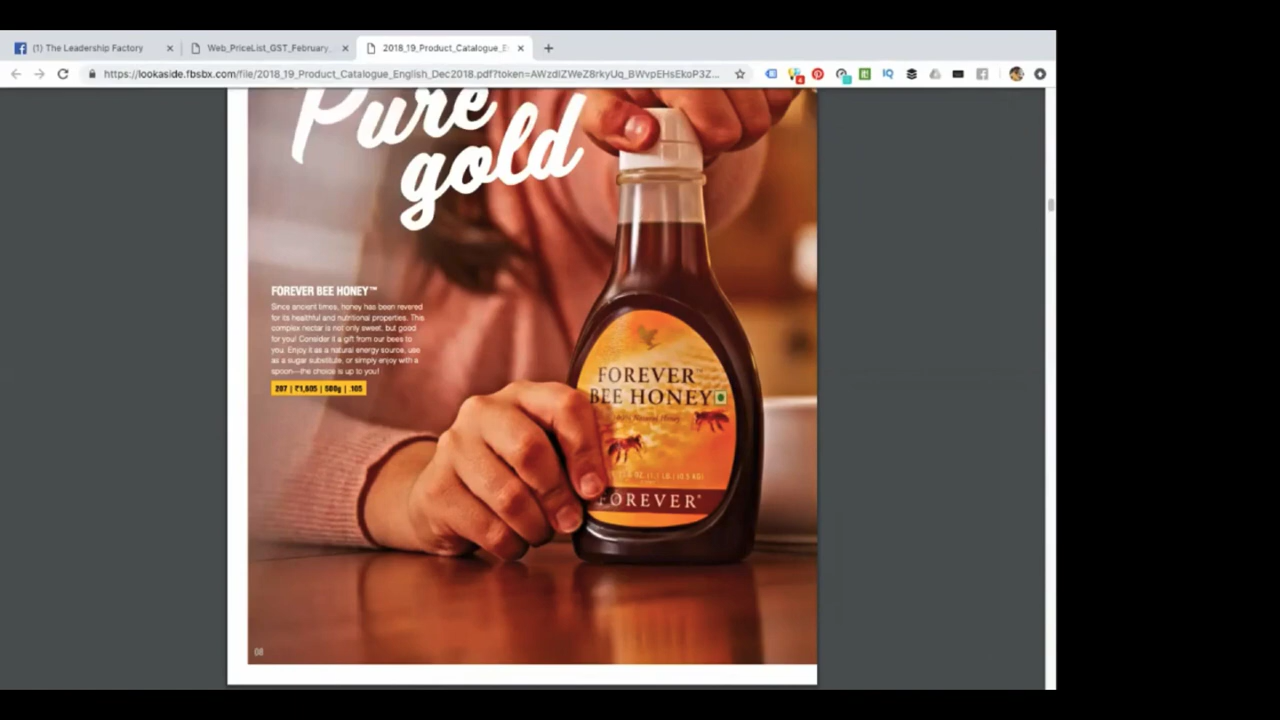 (1) The Leadership Factory
Web_PriceList_GST_February_
2018_19_Product_Catalogue_E
https://lookaside.fbsbx.com/file/2018_19_Product_Catalogue_English_Dec2018.pdf?token=AWzdlZWeZ8rkyUq_BWvpEHsEkoP3Z...
Pure
gold
FOREVER BEE HONEY™
Since ancient times, honey has been revered
for its healthful and nutritional properties. This
complex nectar is not only sweet, but good
for you! Consider it a gift from our bees to
you. Enjoy it as a natural energy source, use
as a sugar substitute, or simply enjoy with a
spoon—the choice is up to you!
207 | ₹1,605 | 500g | .105
FOREVER™
BEE HONEY
FOREVER®
08